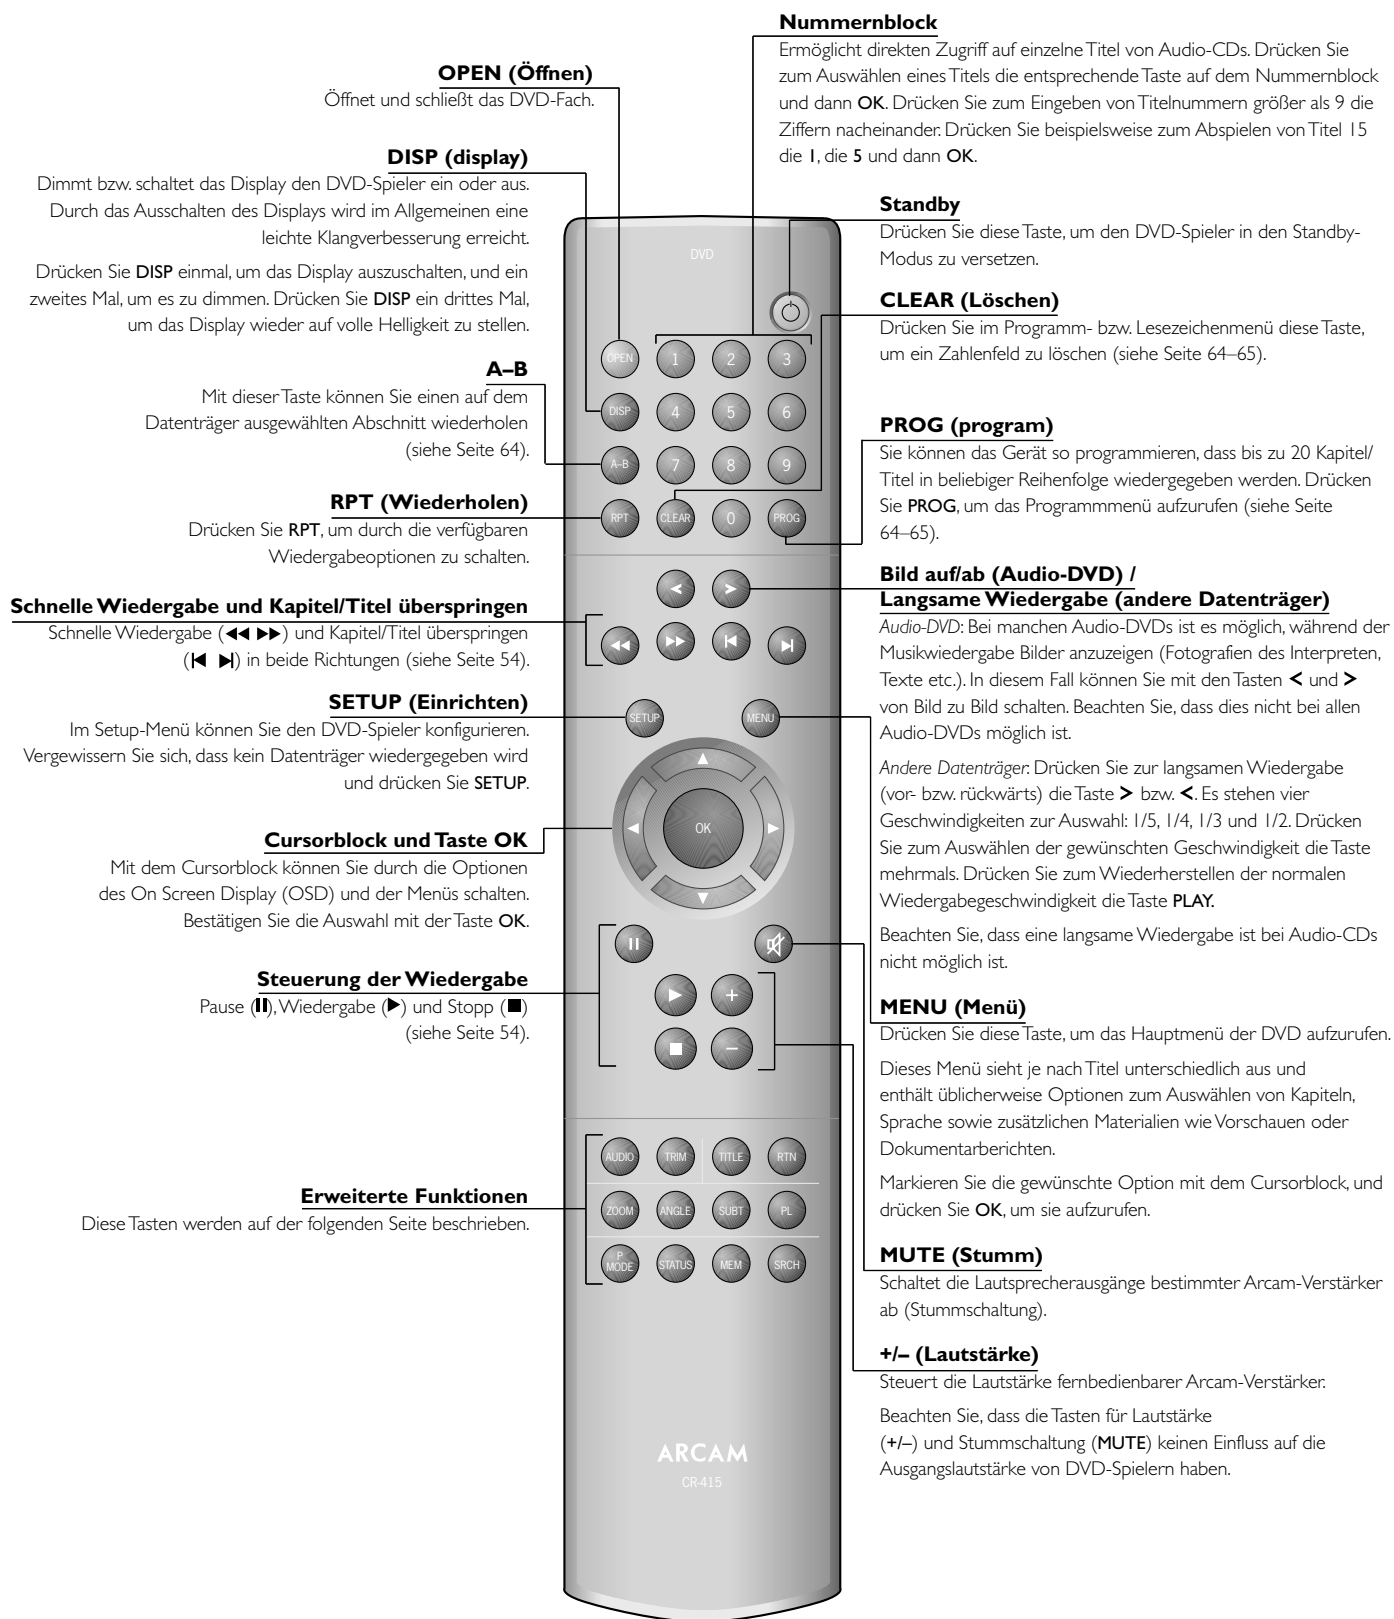 OPEN (Öffnen)
Öffnet und schließt das DVD-Fach.
DISP (display)
Dimmt bzw. schaltet das Display den DVD-Spieler ein oder aus.
Durch das Ausschalten des Displays wird im Allgemeinen eine
leichte Klangverbesserung erreicht.
Drücken Sie DISP einmal, um das Display auszuschalten, und ein
zweites Mal, um es zu dimmen. Drücken Sie DISP ein drittes Mal,
um das Display wieder auf volle Helligkeit zu stellen.
A–B
Mit dieser Taste können Sie einen auf dem
Datenträger ausgewählten Abschnitt wiederholen
(siehe Seite 64).
RPT (Wiederholen)
Drücken Sie RPT, um durch die verfügbaren
Wiedergabeoptionen zu schalten.
Schnelle Wiedergabe und Kapitel/Titel überspringen
Schnelle Wiedergabe (◀◀ ▶▶) und Kapitel/Titel überspringen
(|◀ ▶|) in beide Richtungen (siehe Seite 54).
SETUP (Einrichten)
Im Setup-Menü können Sie den DVD-Spieler konfigurieren.
Vergewissern Sie sich, dass kein Datenträger wiedergegeben wird
und drücken Sie SETUP.
Cursorblock und Taste OK
Mit dem Cursorblock können Sie durch die Optionen
des On Screen Display (OSD) und der Menüs schalten.
Bestätigen Sie die Auswahl mit der Taste OK.
Steuerung der Wiedergabe
Pause (❚❚), Wiedergabe (▶) und Stopp (■)
(siehe Seite 54).
Erweiterte Funktionen
Diese Tasten werden auf der folgenden Seite beschrieben.
DVD
OPEN 1 2 3
DISP 4 5 6
A–B 7 8 9
RPT CLEAR 0 PROG
< >
◀◀ ▶▶ |◀ ▶|
SETUP MENU
▲
◀ OK ▶
▼
❚❚
▶ +
■ –
AUDIO TRIM TITLE RTN
ZOOM ANGLE SUBT PL
P
MODE STATUS MEM SRCH
ARCAM
CR-415
Nummernblock
Ermöglicht direkten Zugriff auf einzelne Titel von Audio-CDs. Drücken Sie
zum Auswählen eines Titels die entsprechende Taste auf dem Nummernblock
und dann OK. Drücken Sie zum Eingeben von Titelnummern größer als 9 die
Ziffern nacheinander. Drücken Sie beispielsweise zum Abspielen von Titel 15
die 1, die 5 und dann OK.
Standby
Drücken Sie diese Taste, um den DVD-Spieler in den Standby-
Modus zu versetzen.
CLEAR (Löschen)
Drücken Sie im Programm- bzw. Lesezeichenmenü diese Taste,
um ein Zahlenfeld zu löschen (siehe Seite 64–65).
PROG (program)
Sie können das Gerät so programmieren, dass bis zu 20 Kapitel/
Titel in beliebiger Reihenfolge wiedergegeben werden. Drücken
Sie PROG, um das Programmmenü aufzurufen (siehe Seite
64–65).
Bild auf/ab (Audio-DVD) /
Langsame Wiedergabe (andere Datenträger)
Audio-DVD: Bei manchen Audio-DVDs ist es möglich, während der
Musikwiedergabe Bilder anzuzeigen (Fotografien des Interpreten,
Texte etc.). In diesem Fall können Sie mit den Tasten < und >
von Bild zu Bild schalten. Beachten Sie, dass dies nicht bei allen
Audio-DVDs möglich ist.
Andere Datenträger: Drücken Sie zur langsamen Wiedergabe
(vor- bzw. rückwärts) die Taste > bzw. <. Es stehen vier
Geschwindigkeiten zur Auswahl: 1/5, 1/4, 1/3 und 1/2. Drücken
Sie zum Auswählen der gewünschten Geschwindigkeit die Taste
mehrmals. Drücken Sie zum Wiederherstellen der normalen
Wiedergabegeschwindigkeit die Taste PLAY.
Beachten Sie, dass eine langsame Wiedergabe ist bei Audio-CDs
nicht möglich ist.
MENU (Menü)
Drücken Sie diese Taste, um das Hauptmenü der DVD aufzurufen.
Dieses Menü sieht je nach Titel unterschiedlich aus und
enthält üblicherweise Optionen zum Auswählen von Kapiteln,
Sprache sowie zusätzlichen Materialien wie Vorschauen oder
Dokumentarberichten.
Markieren Sie die gewünschte Option mit dem Cursorblock, und
drücken Sie OK, um sie aufzurufen.
MUTE (Stumm)
Schaltet die Lautsprecherausgänge bestimmter Arcam-Verstärker
ab (Stummschaltung).
+/– (Lautstärke)
Steuert die Lautstärke fernbedienbarer Arcam-Verstärker.
Beachten Sie, dass die Tasten für Lautstärke
(+/–) und Stummschaltung (MUTE) keinen Einfluss auf die
Ausgangslautstärke von DVD-Spielern haben.